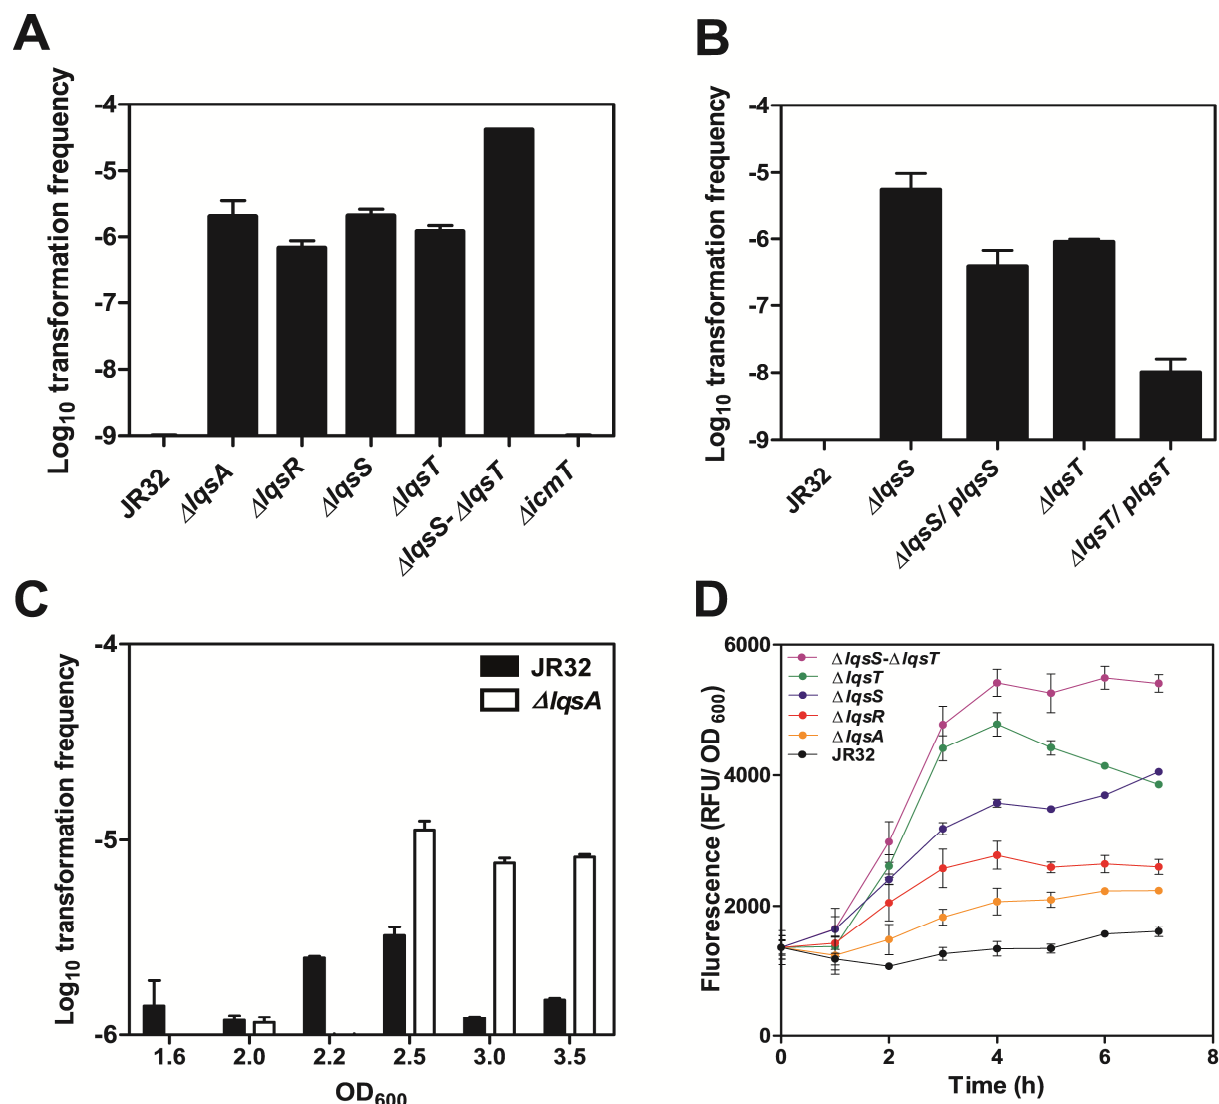 A
Log10 transformation frequency
-4
-5
-6
-7
-8
-9
JR32
ΔlqsA
ΔlqsR
ΔlqsS
ΔlqsT
ΔlqsS-ΔlqsT
ΔicmT
B
Log10 transformation frequency
-4
-5
-6
-7
-8
-9
JR32
ΔlqsS
ΔlqsS/ plqsS
ΔlqsT
ΔlqsT/ plqsT
C
Log10 transformation frequency
-4
-5
-6
JR32
ΔlqsA
1.6
2.0
2.2
2.5
3.0
3.5
OD600
D
Fluorescence (RFU/ OD600)
6000
4000
2000
0
ΔlqsS-ΔlqsT
ΔlqsT
ΔlqsS
ΔlqsR
ΔlqsA
JR32
0
2
4
6
8
Time (h)